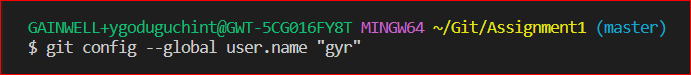 GAINWELL+ygoduguchint@GWT-5CG016FY8T MINGW64 ~/Git/Assignment1 (master)
$ git config --global user.name "gyr"